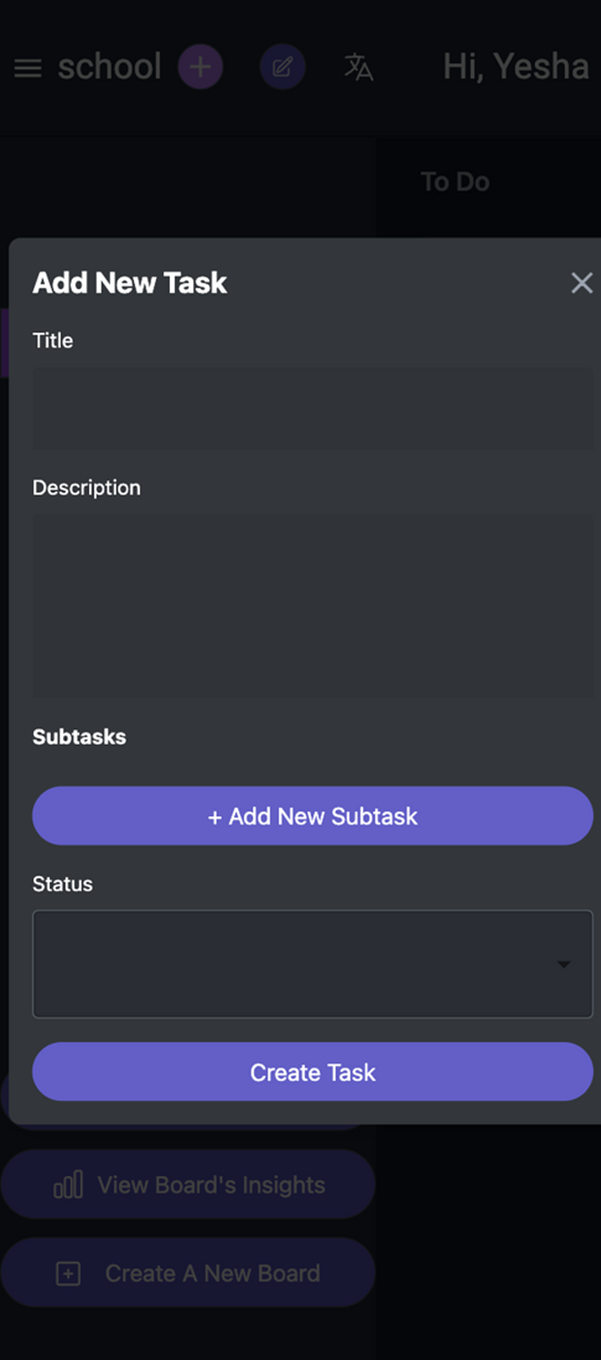 school
Hi, Yesha
To Do
Add New Task
Title
Description
Subtasks
+ Add New Subtask
Status
Create Task
View Board's Insights
Create A New Board